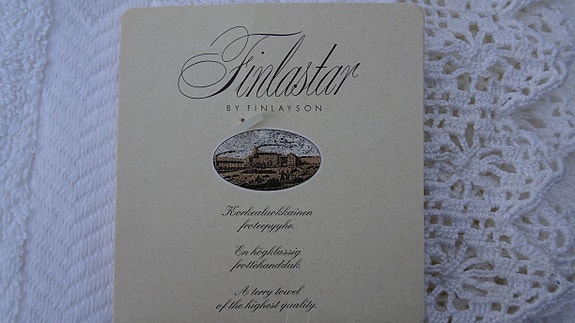 Finlastar
BY FINLAYSON
Korkealuokkainen
froteepyyhe.
En högklassig
frottéhandduk.
A terry towel
of the highest quality.